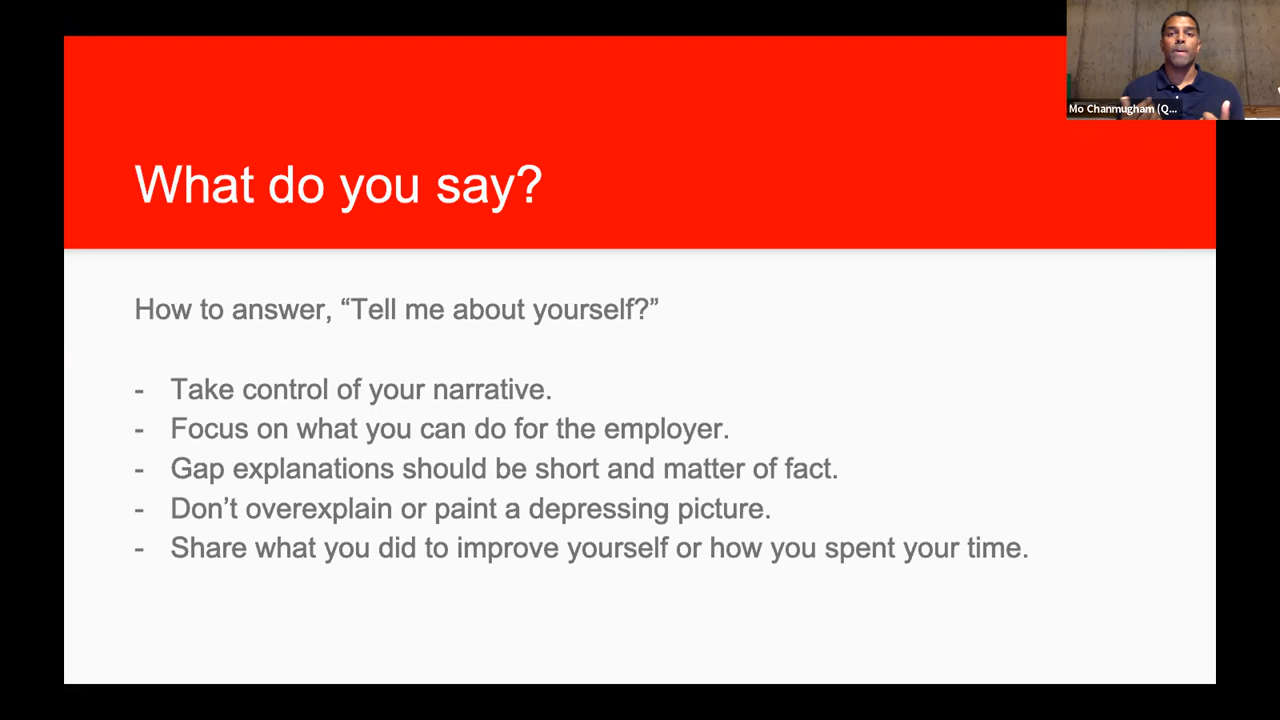 Mo Chanmugham (Q...
What do you say?
How to answer, “Tell me about yourself?”
- Take control of your narrative.
- Focus on what you can do for the employer.
- Gap explanations should be short and matter of fact.
- Don’t overexplain or paint a depressing picture.
- Share what you did to improve yourself or how you spent your time.